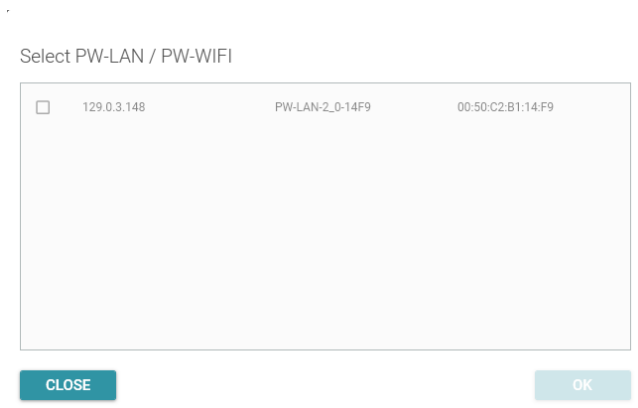 Select PW-LAN / PW-WIFI
129.0.3.148 PW-LAN-2_0-14F9 00:50:C2:B1:14:F9
CLOSE OK